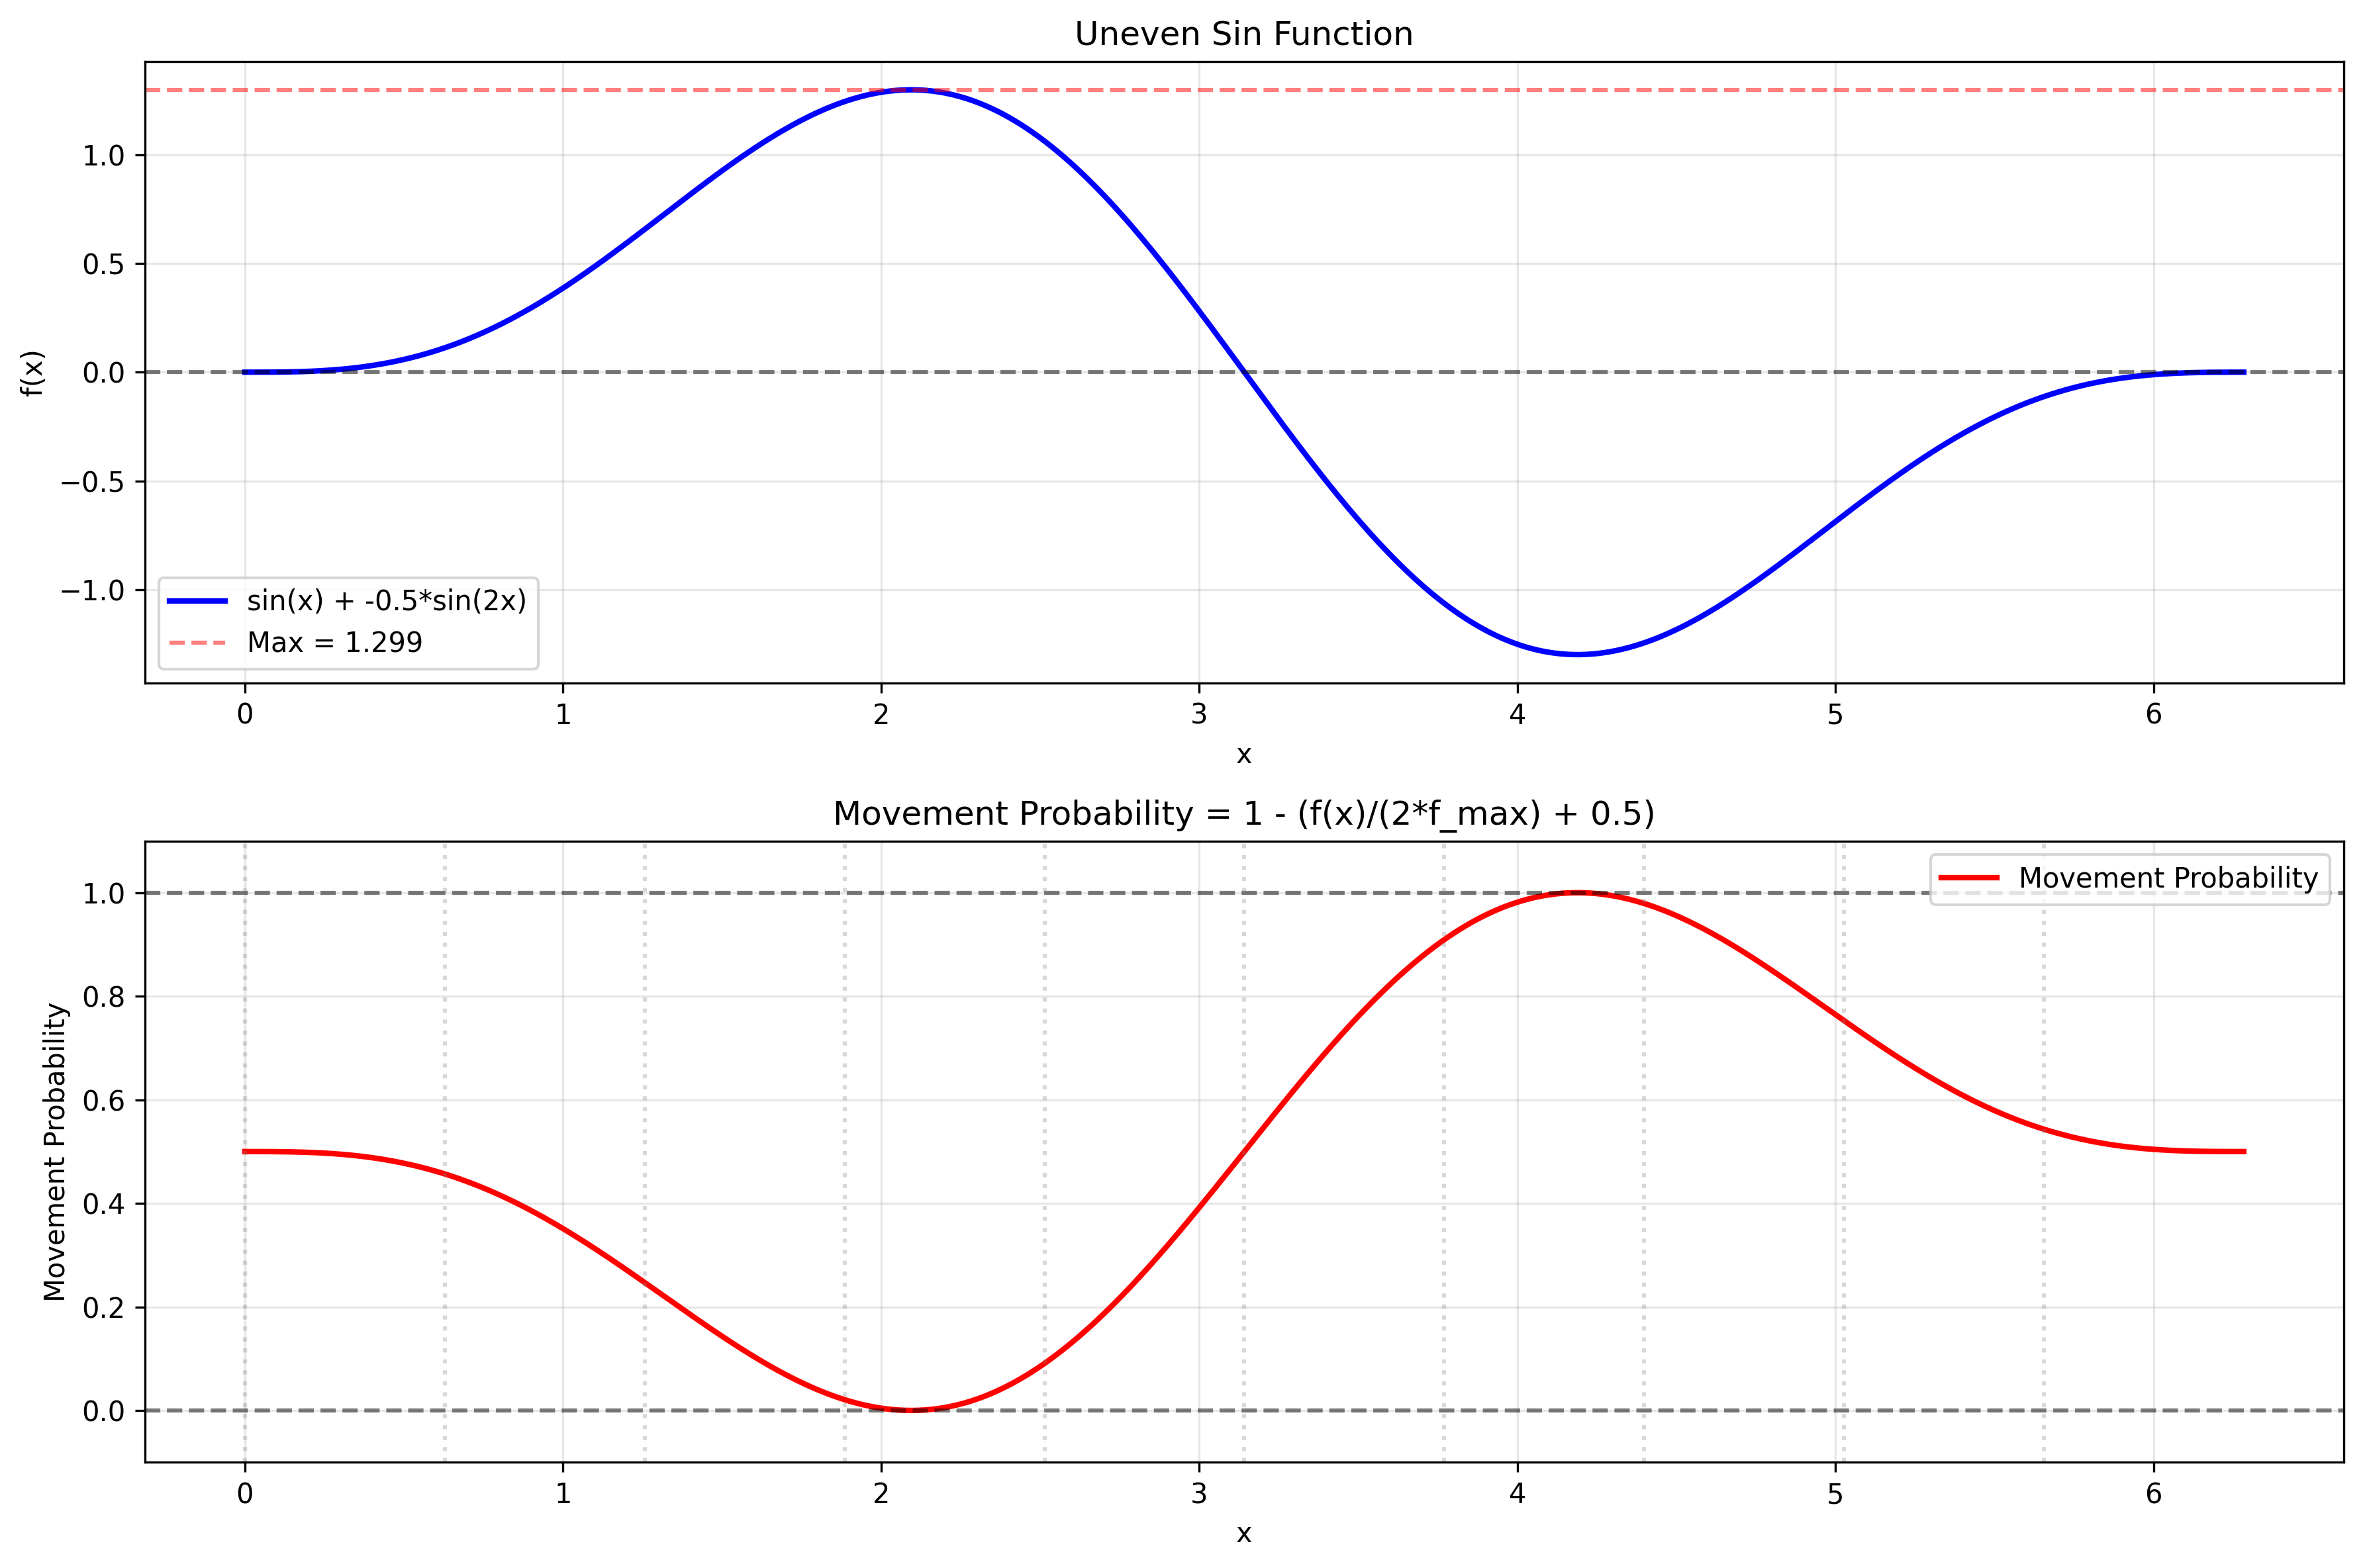 Uneven Sin Function
f(x)
1.0
0.5
0.0
−0.5
−1.0
sin(x) + -0.5*sin(2x)
Max = 1.299
0 1 2 3 4 5 6
x
Movement Probability = 1 - (f(x)/(2*f_max) + 0.5)
Movement Probability
Movement Probability
1.0
0.8
0.6
0.4
0.2
0.0
0 1 2 3 4 5 6
x